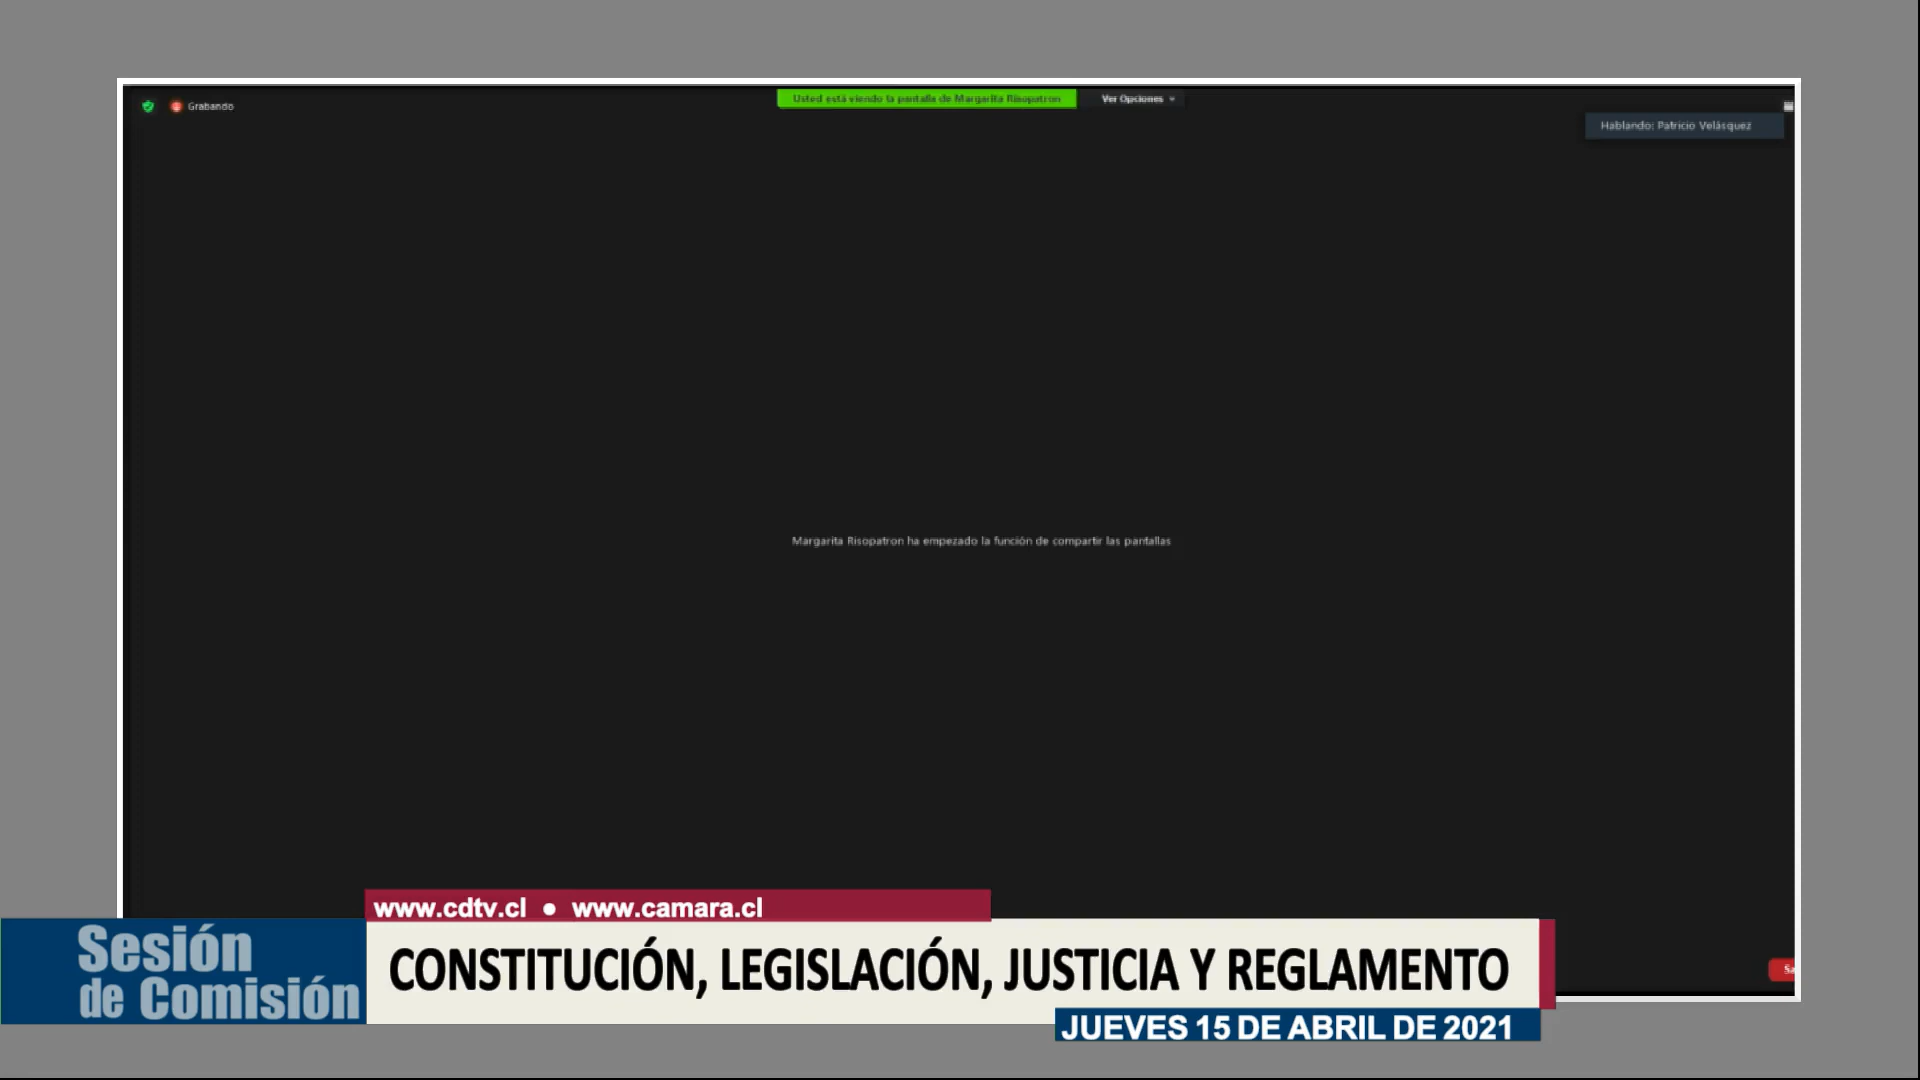 Grabando
Usted está viendo la pantalla de Margarita Risopatron
Ver Opciones
Hablando: Patricio Velásquez
Margarita Risopatron ha empezado la función de compartir las pantallas
www.cdtv.cl • www.camara.cl
Sesión
de Comisión
CONSTITUCIÓN, LEGISLACIÓN, JUSTICIA Y REGLAMENTO
JUEVES 15 DE ABRIL DE 2021